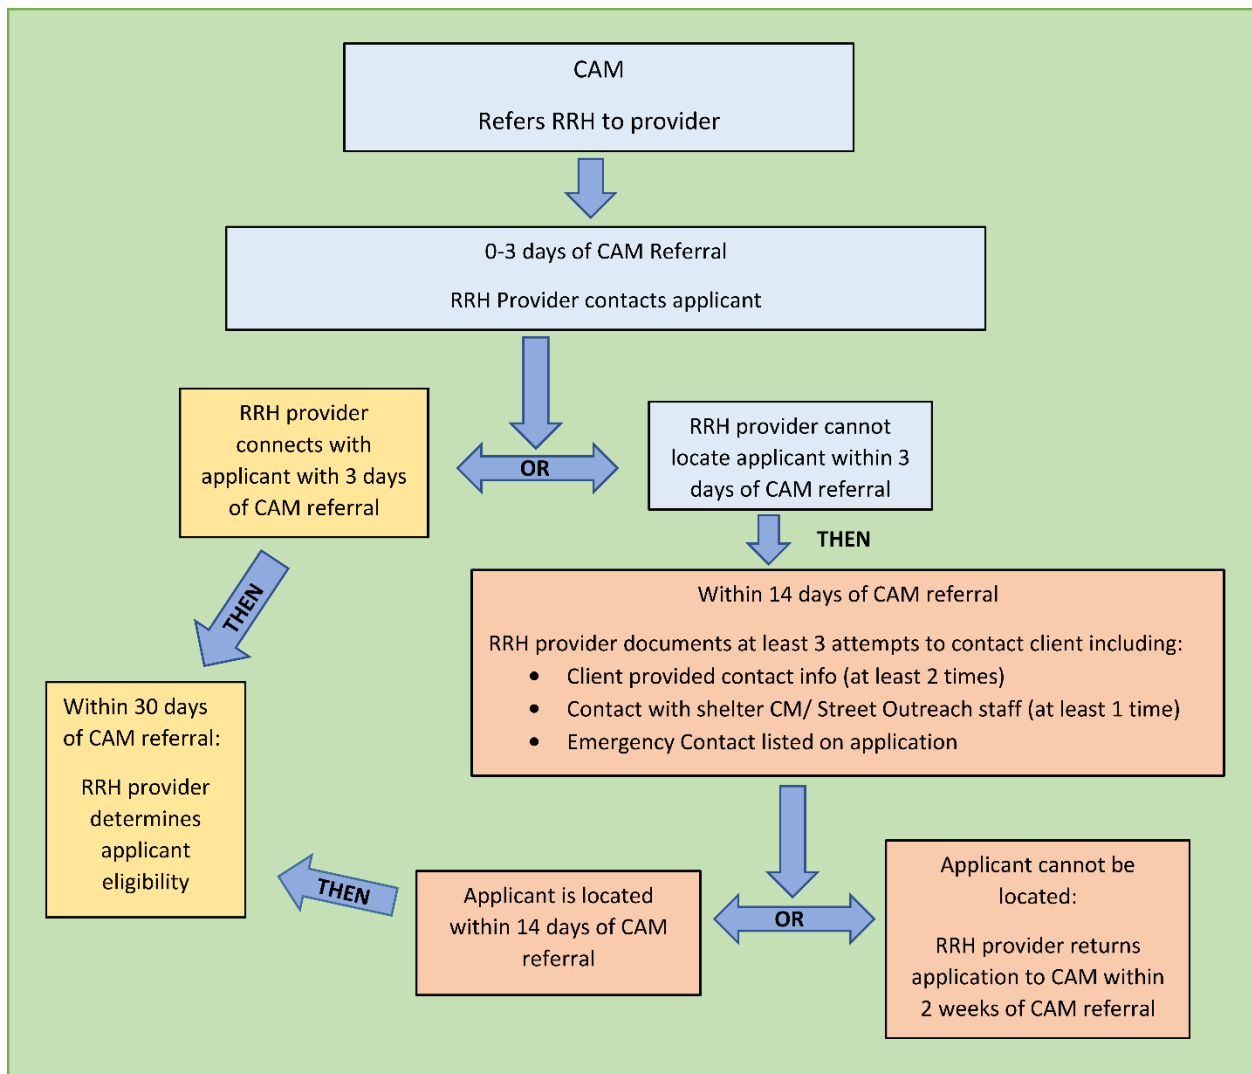 CAM
Refers RRH to provider
0-3 days of CAM Referral
RRH Provider contacts applicant
RRH provider
connects with
applicant with 3 days
of CAM referral
OR
RRH provider cannot
locate applicant within 3
days of CAM referral
THEN
THEN
Within 14 days of CAM referral
RRH provider documents at least 3 attempts to contact client including:
• Client provided contact info (at least 2 times)
• Contact with shelter CM/ Street Outreach staff (at least 1 time)
• Emergency Contact listed on application
Within 30 days
of CAM referral:
RRH provider
determines
applicant
eligibility
THEN
Applicant is located
within 14 days of CAM
referral
OR
Applicant cannot be
located:
RRH provider returns
application to CAM within
2 weeks of CAM referral